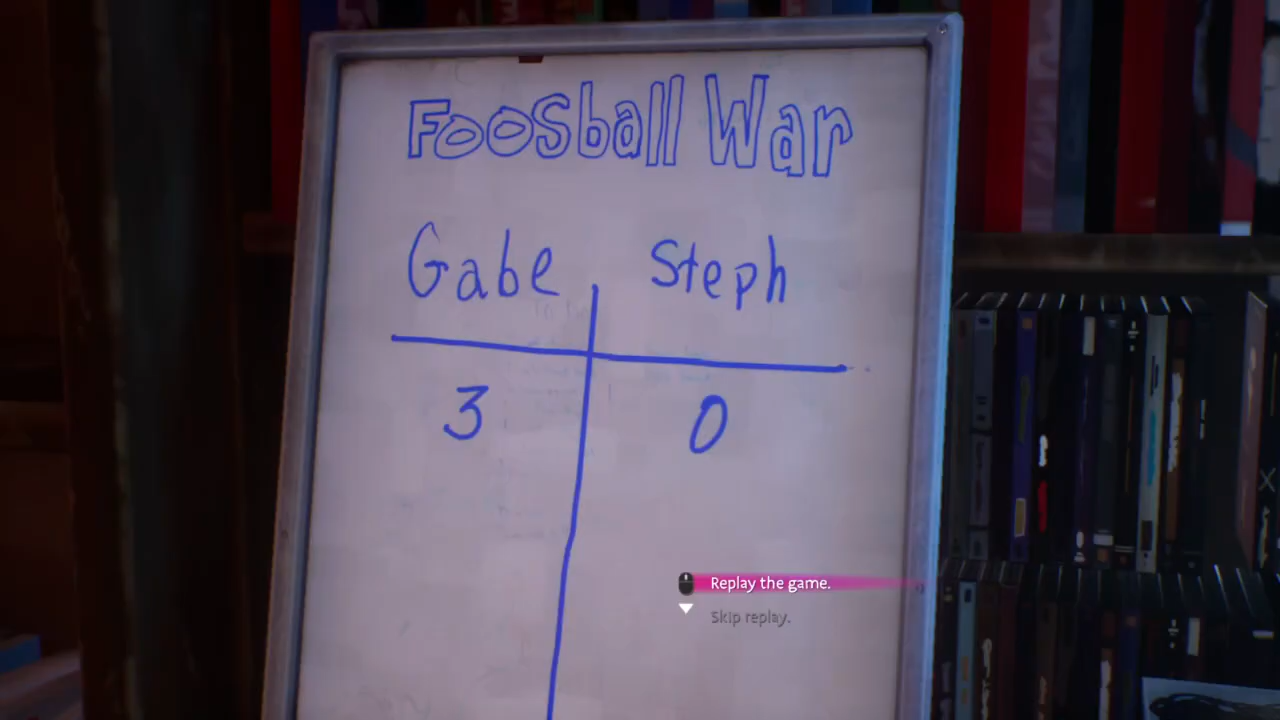 Foosball War
Gabe Steph
3 0
Replay the game.
Skip replay.